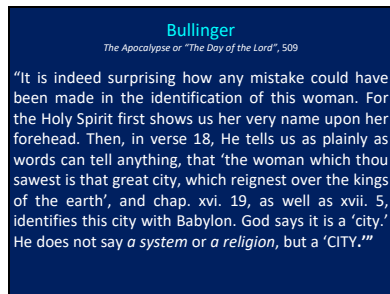 Bullinger
The Apocalypse or “The Day of the Lord”, 509
“It is indeed surprising how any mistake could have
been made in the identification of this woman. For
the Holy Spirit first shows us her very name upon her
forehead. Then, in verse 18, He tells us as plainly as
words can tell anything, that ‘the woman which thou
sawest is that great city, which reignest over the kings
of the earth’, and chap. xvi. 19, as well as xvii. 5,
identifies this city with Babylon. God says it is a ‘city.’
He does not say a system or a religion, but a ‘CITY.’”